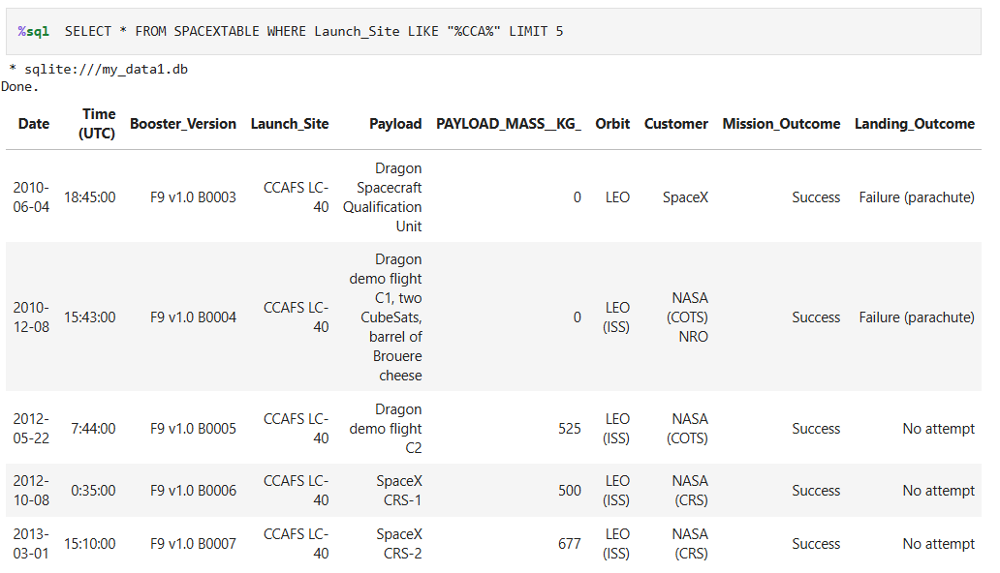 %sql SELECT * FROM SPACEXTABLE WHERE Launch_Site LIKE "%CCA%" LIMIT 5
* sqlite:///my_data1.db
Done.
Date Time (UTC) Booster_Version Launch_Site Payload PAYLOAD_MASS__KG_ Orbit Customer Mission_Outcome Landing_Outcome
2010-06-04 18:45:00 F9 v1.0 B0003 CCAFS LC-40 Dragon Spacecraft Qualification Unit 0 LEO SpaceX Success Failure (parachute)
2010-12-08 15:43:00 F9 v1.0 B0004 CCAFS LC-40 Dragon demo flight C1, two CubeSats, barrel of Brouere cheese 0 LEO (ISS) NASA (COTS) NRO Success Failure (parachute)
2012-05-22 7:44:00 F9 v1.0 B0005 CCAFS LC-40 Dragon demo flight C2 525 LEO (ISS) NASA (COTS) Success No attempt
2012-10-08 0:35:00 F9 v1.0 B0006 CCAFS LC-40 SpaceX CRS-1 500 LEO (ISS) NASA (CRS) Success No attempt
2013-03-01 15:10:00 F9 v1.0 B0007 CCAFS LC-40 SpaceX CRS-2 677 LEO (ISS) NASA (CRS) Success No attempt